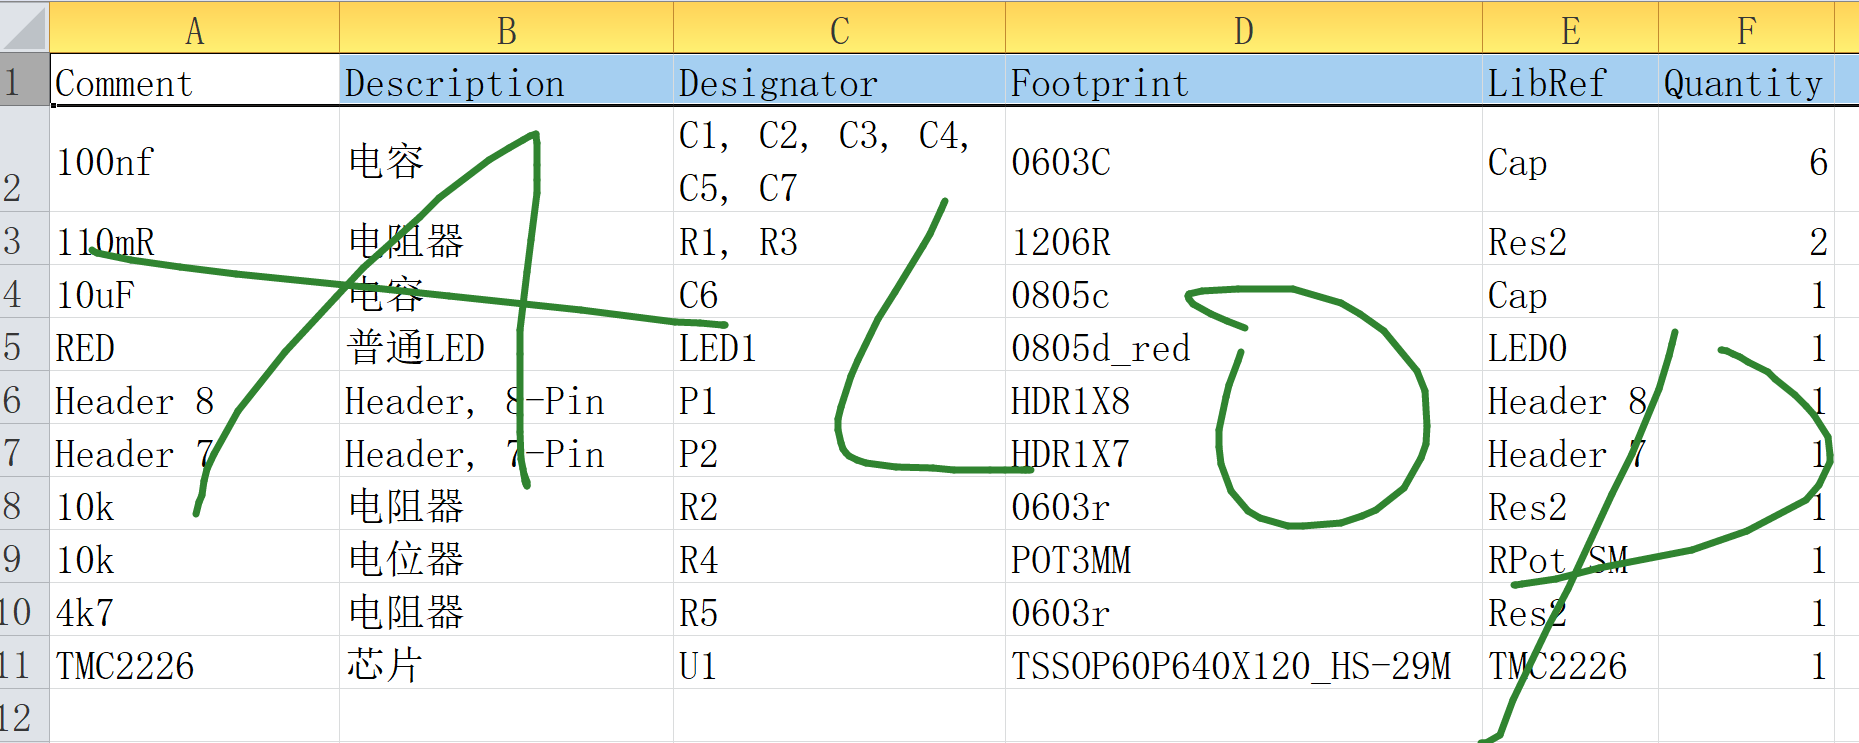 A B C D E F
1 Comment Description Designator Footprint LibRef Quantity
2 100nf 电容 C1, C2, C3, C4, C5, C7 0603C Cap 6
3 110mR 电阻器 R1, R3 1206R Res2 2
4 10uF 电容 C6 0805c Cap 1
5 RED 普通LED LED1 0805d_red LED0 1
6 Header 8 Header, 8-Pin P1 HDR1X8 Header 8 1
7 Header 7 Header, 7-Pin P2 HDR1X7 Header 7 1
8 10k 电阻器 R2 0603r Res2 1
9 10k 电位器 R4 POT3MM RPot SM 1
10 4k7 电阻器 R5 0603r Res2 1
11 TMC2226 芯片 U1 TSSOP60P640X120_HS-29M TMC2226 1
12